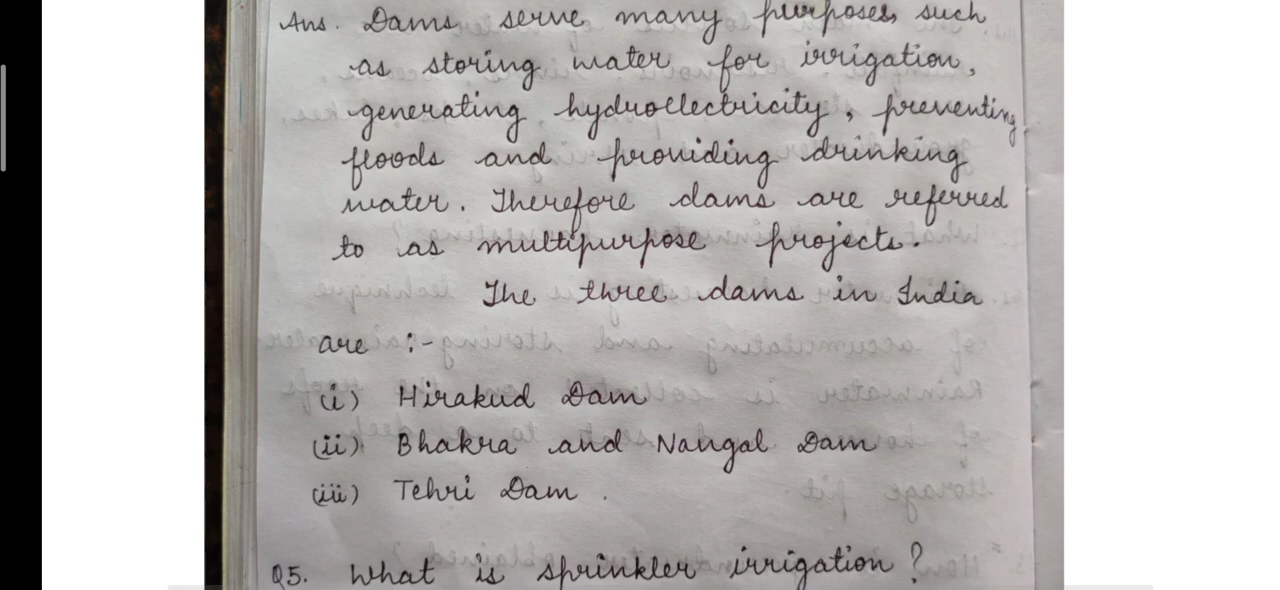 Ans. Dams serve many purposes, such
as storing water for irrigation,
generating hydroelectricity, preventing
floods and providing drinking
water. Therefore dams are referred
to as multipurpose projects.
The three dams in India
are :-
(i) Hirakud Dam
(ii) Bhakra and Nangal Dam
(iii) Tehri Dam.
Q5. What is sprinkler irrigation?